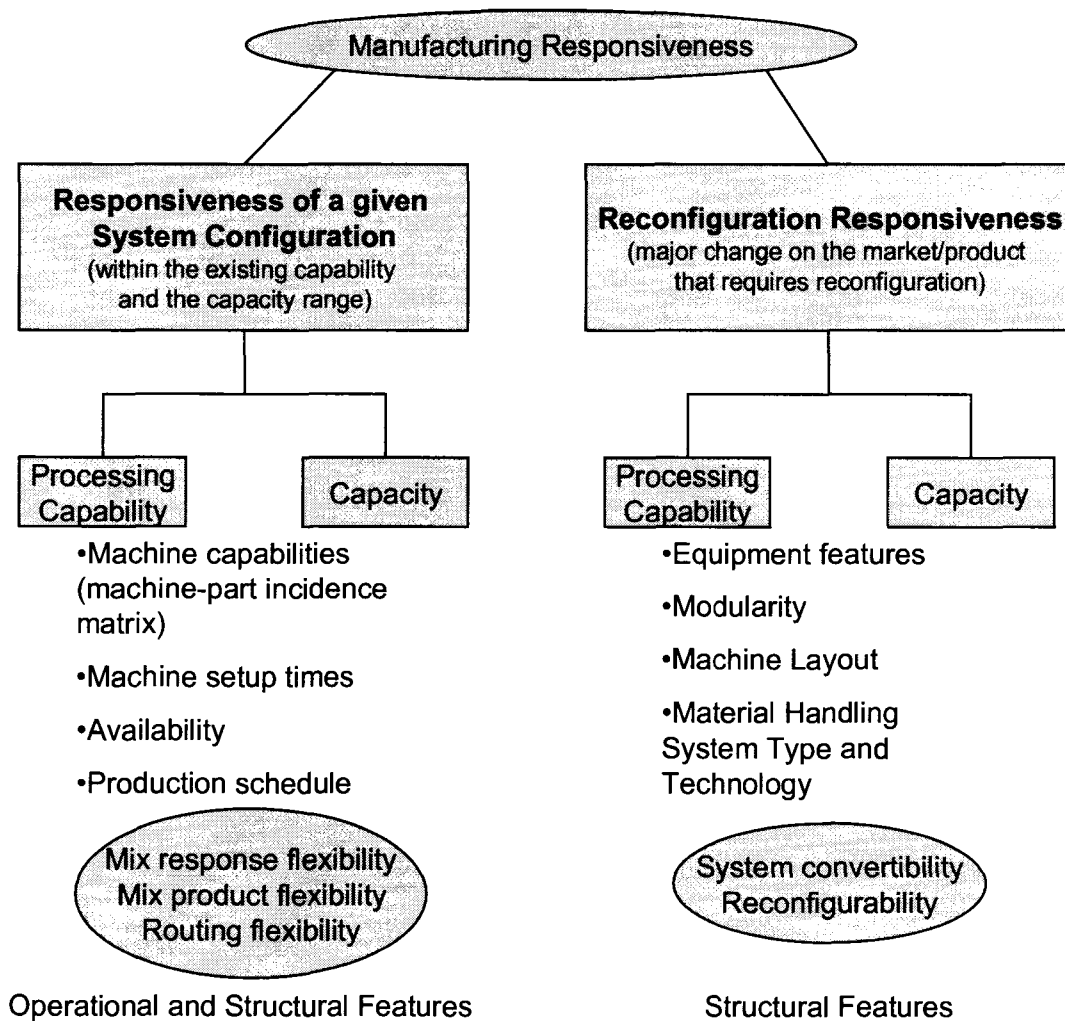 Manufacturing Responsiveness
Responsiveness of a given
System Configuration
(within the existing capability
and the capacity range)
Reconfiguration Responsiveness
(major change on the market/product
that requires reconfiguration)
Processing
Capability
Capacity
Processing
Capability
Capacity
•Machine capabilities
(machine-part incidence
matrix)
•Machine setup times
•Availability
•Production schedule
•Equipment features
•Modularity
•Machine Layout
•Material Handling
System Type and
Technology
Mix response flexibility
Mix product flexibility
Routing flexibility
System convertibility
Reconfigurability
Operational and Structural Features
Structural Features